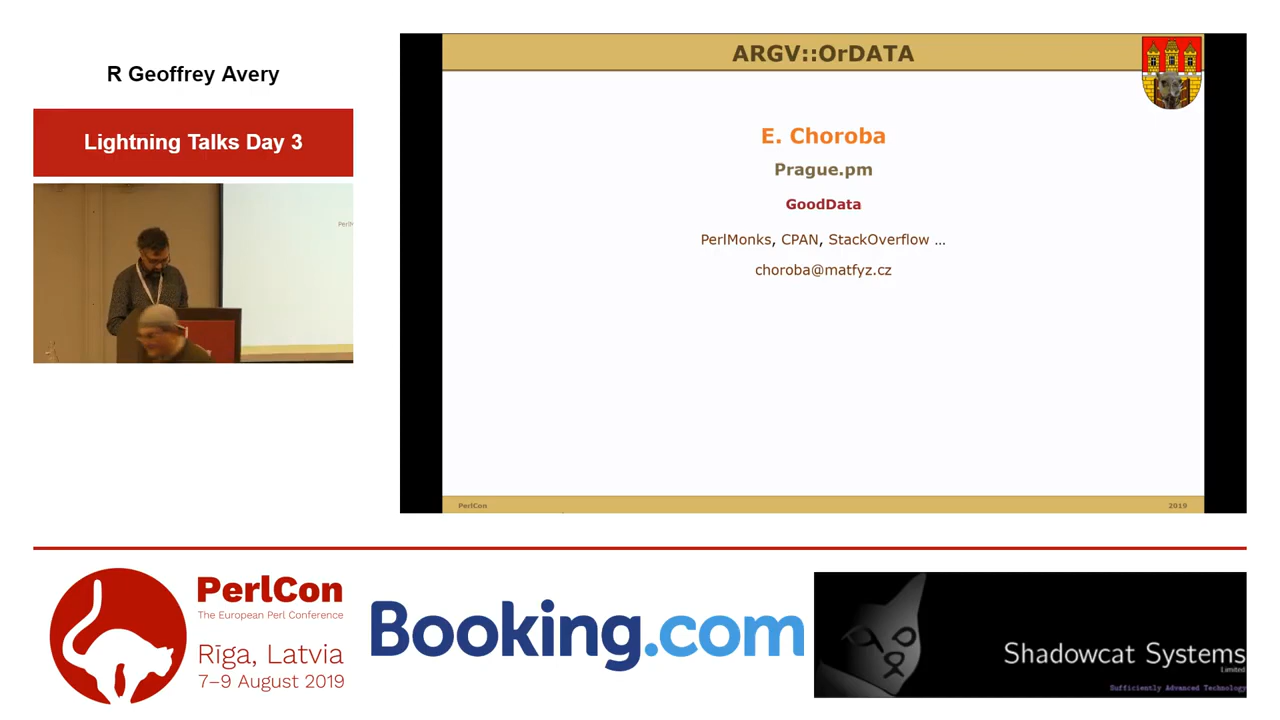 R Geoffrey Avery
Lightning Talks Day 3
ARGV::OrDATA
E. Choroba
Prague.pm
GoodData
PerlMonks, CPAN, StackOverflow ...
choroba@matfyz.cz
PerlCon
2019
PerlCon
The European Perl Conference
Rīga, Latvia
7–9 August 2019
Booking.com
Shadowcat Systems
Limited
Sufficiently Advanced Technology